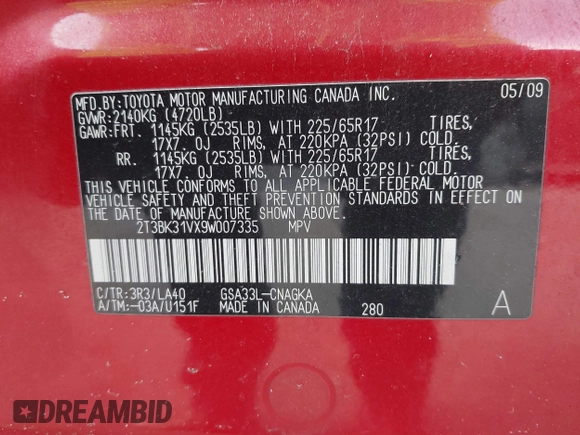 MFD.BY:TOYOTA MOTOR MANUFACTURING CANADA INC. 05/09
GVWR:2140KG (4720LB)
GAWR:FRT. 1145KG (2535LB) WITH 225/65R17 TIRES,
17X7.0J RIMS, AT 220KPA (32PSI) COLD.
RR. 1145KG (2535LB) WITH 225/65R17 TIRES,
17X7.0J RIMS, AT 220KPA (32PSI) COLD.
THIS VEHICLE CONFORMS TO ALL APPLICABLE FEDERAL MOTOR
VEHICLE SAFETY AND THEFT PREVENTION STANDARDS IN EFFECT ON
THE DATE OF MANUFACTURE SHOWN ABOVE.
2T3BK31VX9W007335 MPV
C/TR:3R3/LA40 GSA33L-CNAGKA
A/TM:-03A/U151F MADE IN CANADA 280 A
DREAMBID